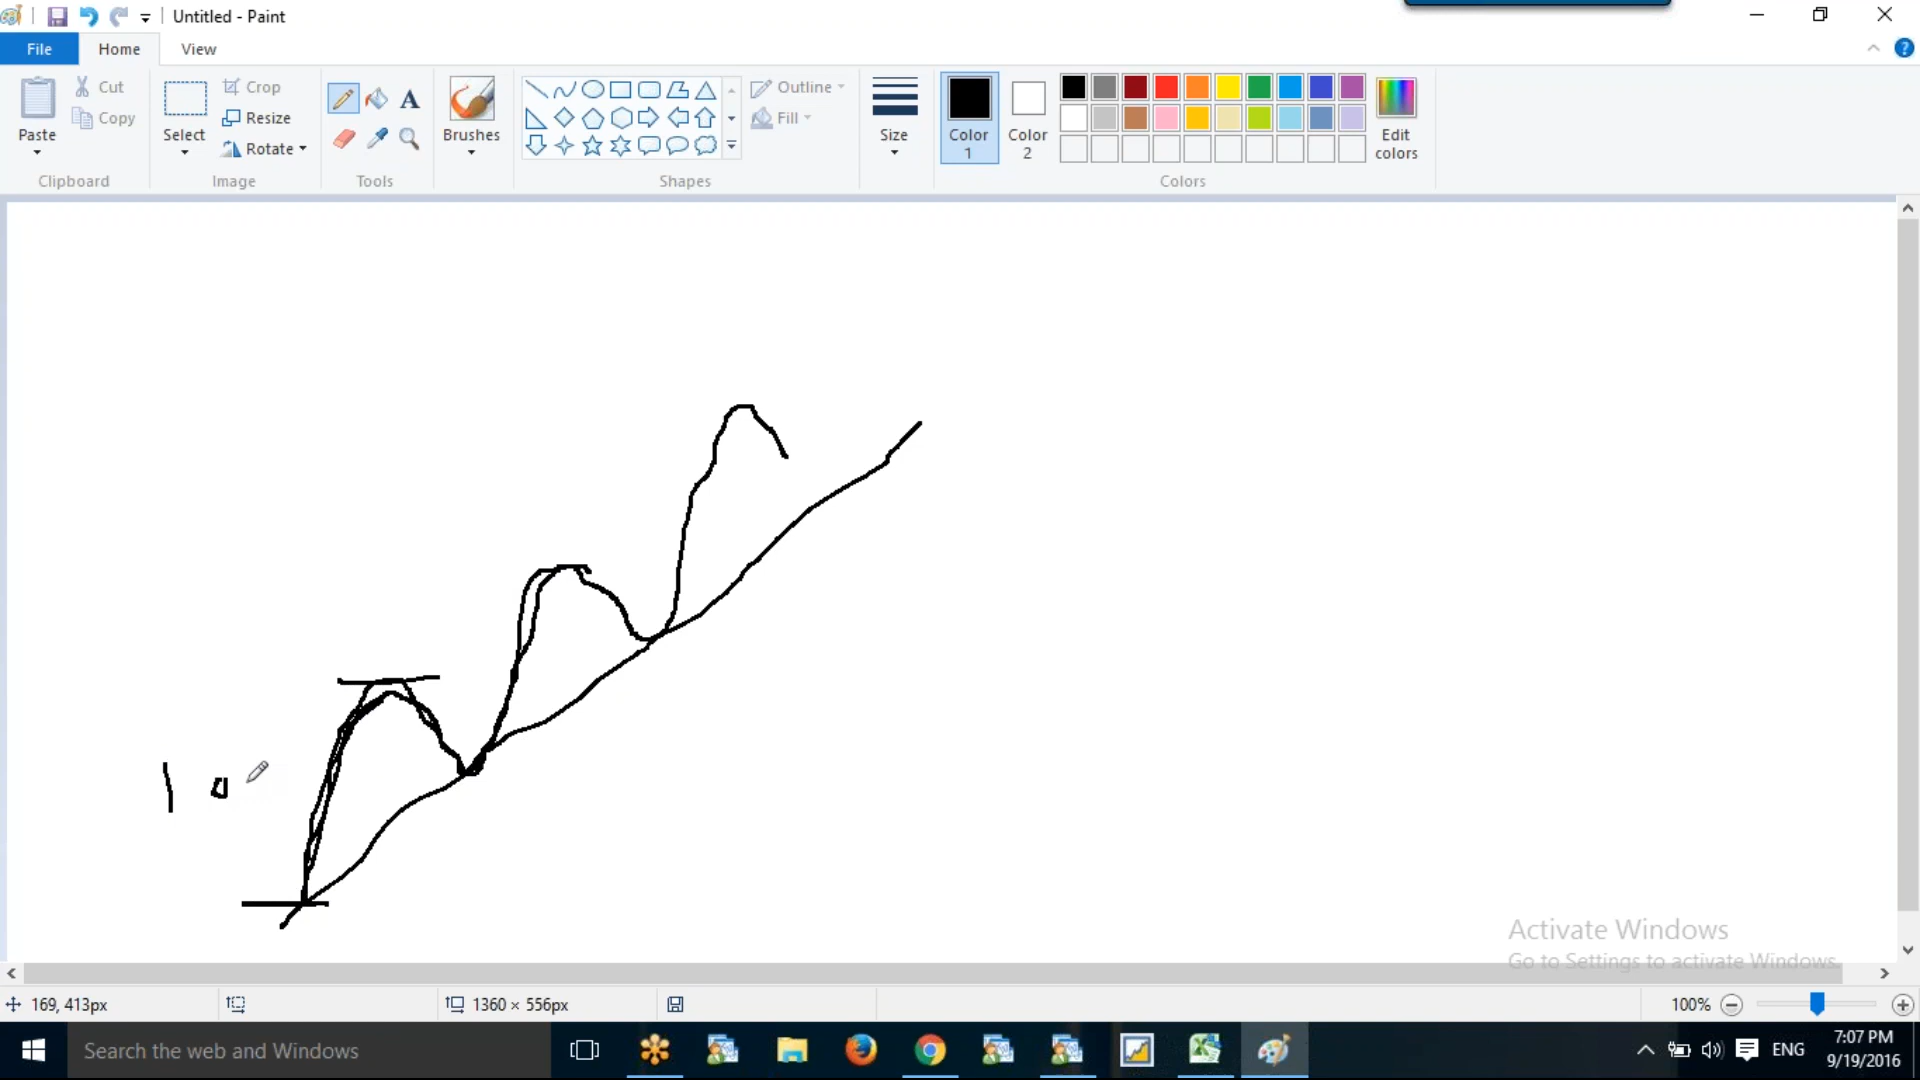 Untitled - Paint
File Home View
Paste
Cut
Copy
Clipboard
Select
Crop
Resize
Rotate
Image
A
Tools
Brushes
Shapes
Outline
Fill
Size
Color 1
Color 2
Edit colors
Colors
1 0
Activate Windows
Go to Settings to activate Windows.
169, 413px
1360 × 556px
100%
Search the web and Windows
ENG
7:07 PM
9/19/2016